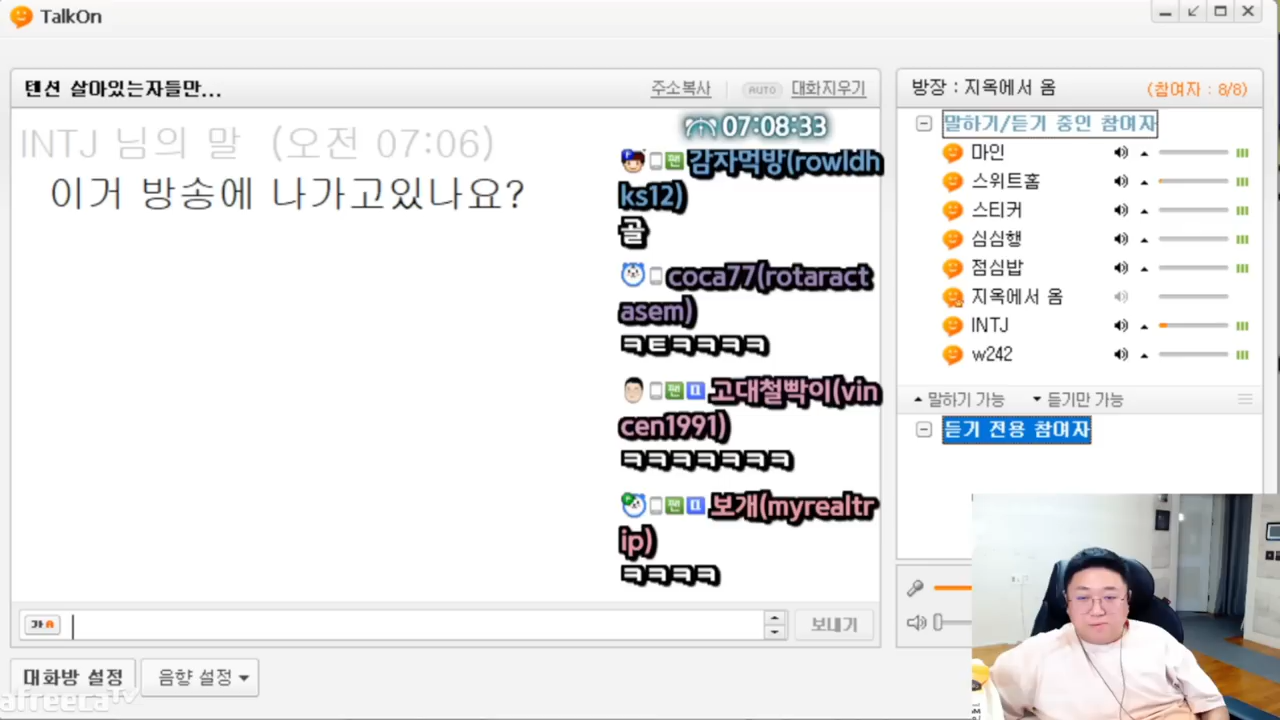 TalkOn
텐션 살아있는자들만...
주소복사
AUTO
대화지우기
방장 : 지옥에서 옴
(참여자 : 8/8)
INTJ 님의 말 (오전 07:06)
이거 방송에 나가고있나요?
07:08:33
감자먹방(rowldh
ks12)
골
coca77(rotaract
asem)
ㅋㅌㅋㅋㅋㅋ
고대철빡이(vin
cen1991)
ㅋㅋㅋㅋㅋㅋㅋ
보개(myrealtr
ip)
ㅋㅋㅋㅋ
말하기/듣기 중인 참여자
마인
스위트홈
스티커
심심행
점심밥
지옥에서 옴
INTJ
w242
말하기 가능
듣기만 가능
듣기 전용 참여자
가
보내기
대화방 설정
음향 설정
afreecaTV